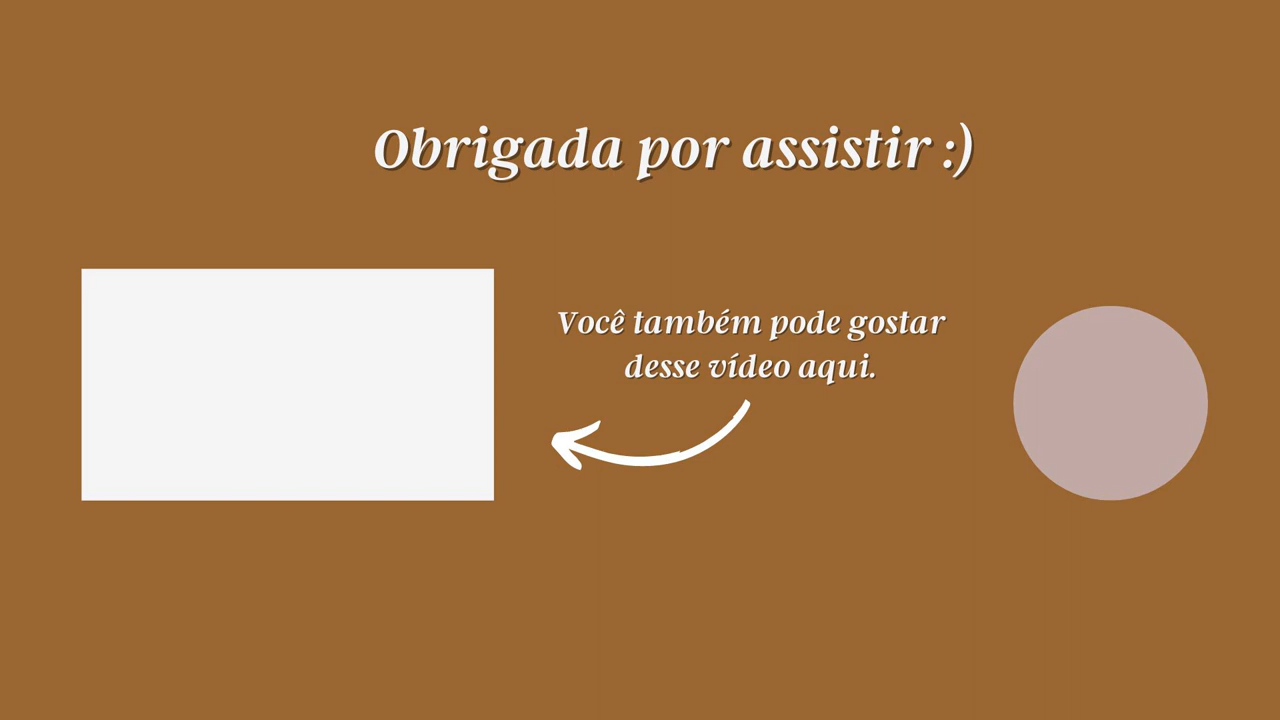 Obrigada por assistir :)
Você também pode gostar
desse vídeo aqui.